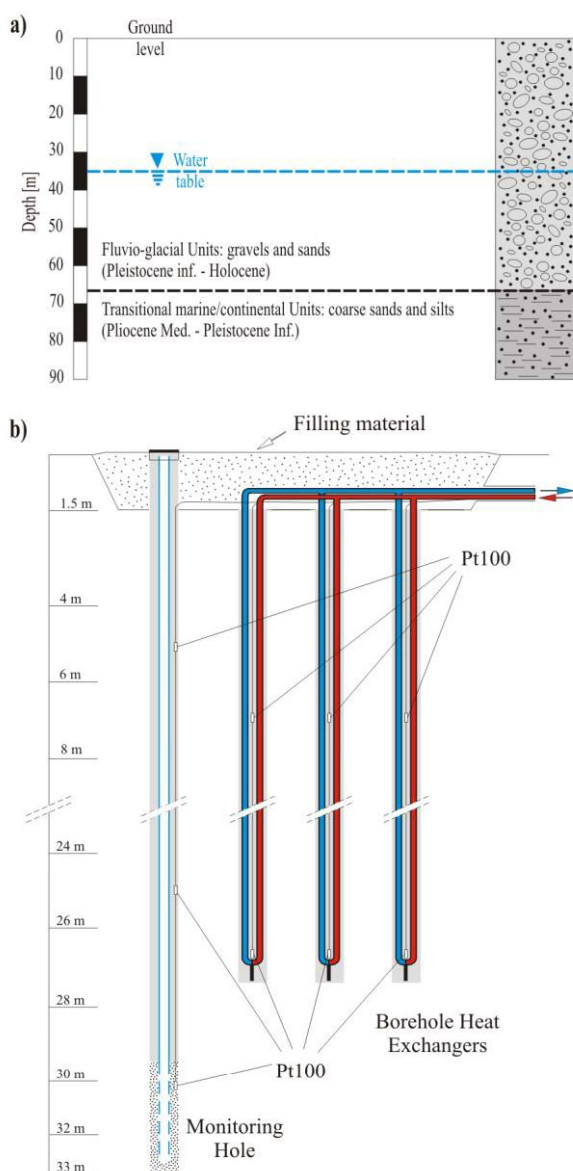 a)
Ground
level
0
10
20
30
40
50
60
70
80
90
Depth [m]
Water
table
Fluvio-glacial Units: gravels and sands
(Pleistocene inf. - Holocene)
Transitional marine/continental Units: coarse sands and silts
(Pliocene Med. - Pleistocene Inf.)
b)
Filling material
1.5 m
Pt100
4 m
6 m
8 m
24 m
26 m
28 m
Borehole Heat
Exchangers
Pt100
30 m
Monitoring
Hole
32 m
33 m